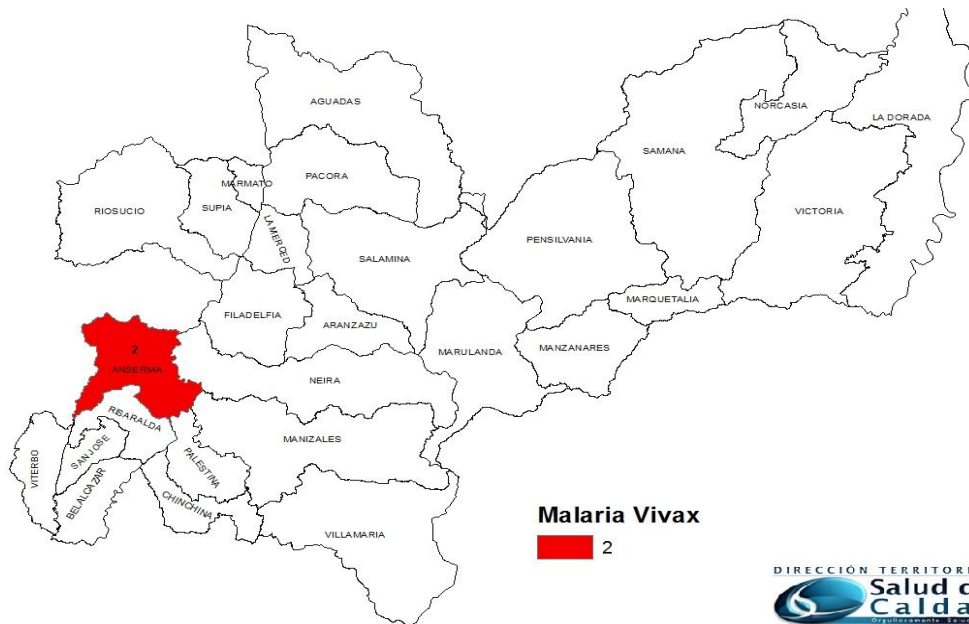 AGUADAS
NORCASIA
LA DORADA
SAMANA
MARMATO
PACORA
RIOSUCIO
SUPIA
VICTORIA
LA MERCED
PENSILVANIA
SALAMINA
MARQUETALIA
FILADELFIA
ARANZAZU
MARULANDA
MANZANARES
2
ANSERMA
NEIRA
RISARALDA
MANIZALES
SAN JOSE
VITERBO
PALESTINA
BELALCAZAR
CHINCHINA
VILLAMARIA
Malaria Vivax
2
DIRECCIÓN TERRITORI
Salud d
Calda
Orgullosamente Salud